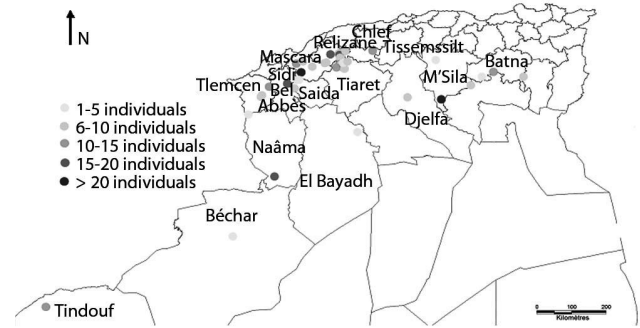 N
Chlef
Relizane
Tissemssilt
Mascara
Batna
Sidi
Bel
Abbès
M'Sila
Tlemcen
Saida
Tiaret
Djelfa
1-5 individuals
6-10 individuals
10-15 individuals
15-20 individuals
> 20 individuals
Naâma
El Bayadh
Béchar
Tindouf
0 100 200
Kilomètres